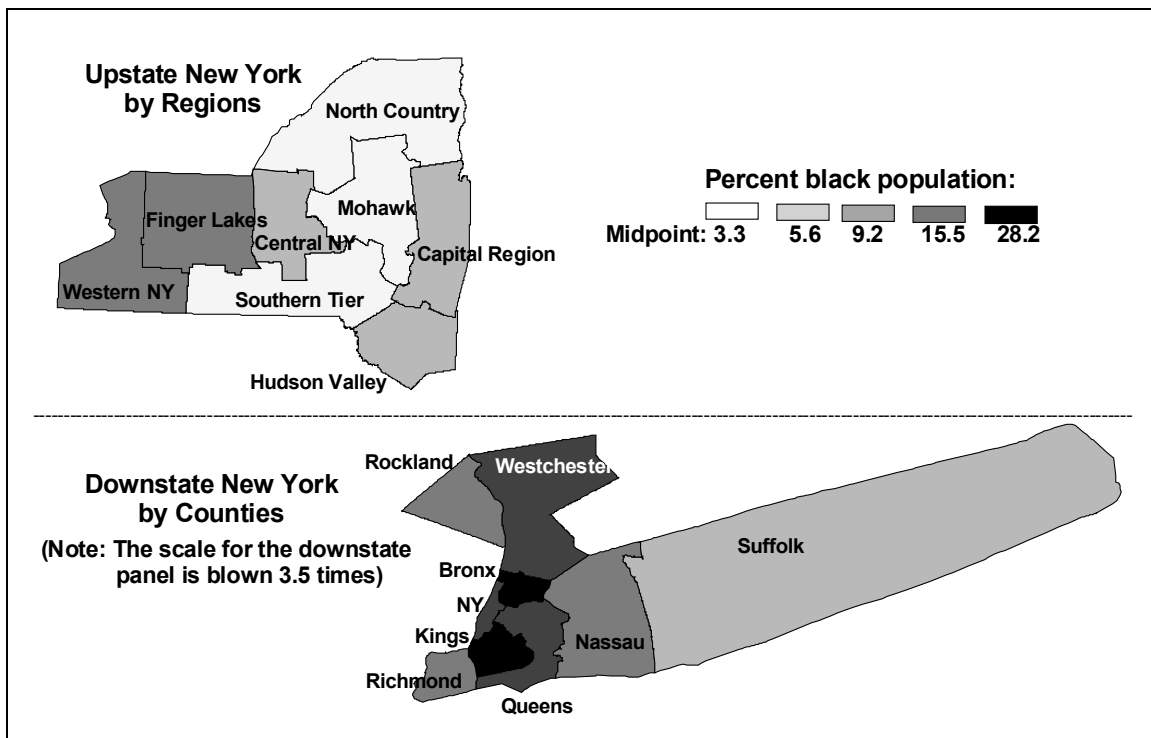 Upstate New York
by Regions
North Country
Finger Lakes
Mohawk
Central NY
Capital Region
Western NY
Southern Tier
Hudson Valley
Percent black population:
Midpoint: 3.3 5.6 9.2 15.5 28.2
Downstate New York
by Counties
(Note: The scale for the downstate
panel is blown 3.5 times)
Rockland
Westchester
Suffolk
Bronx
NY
Kings
Nassau
Richmond
Queens